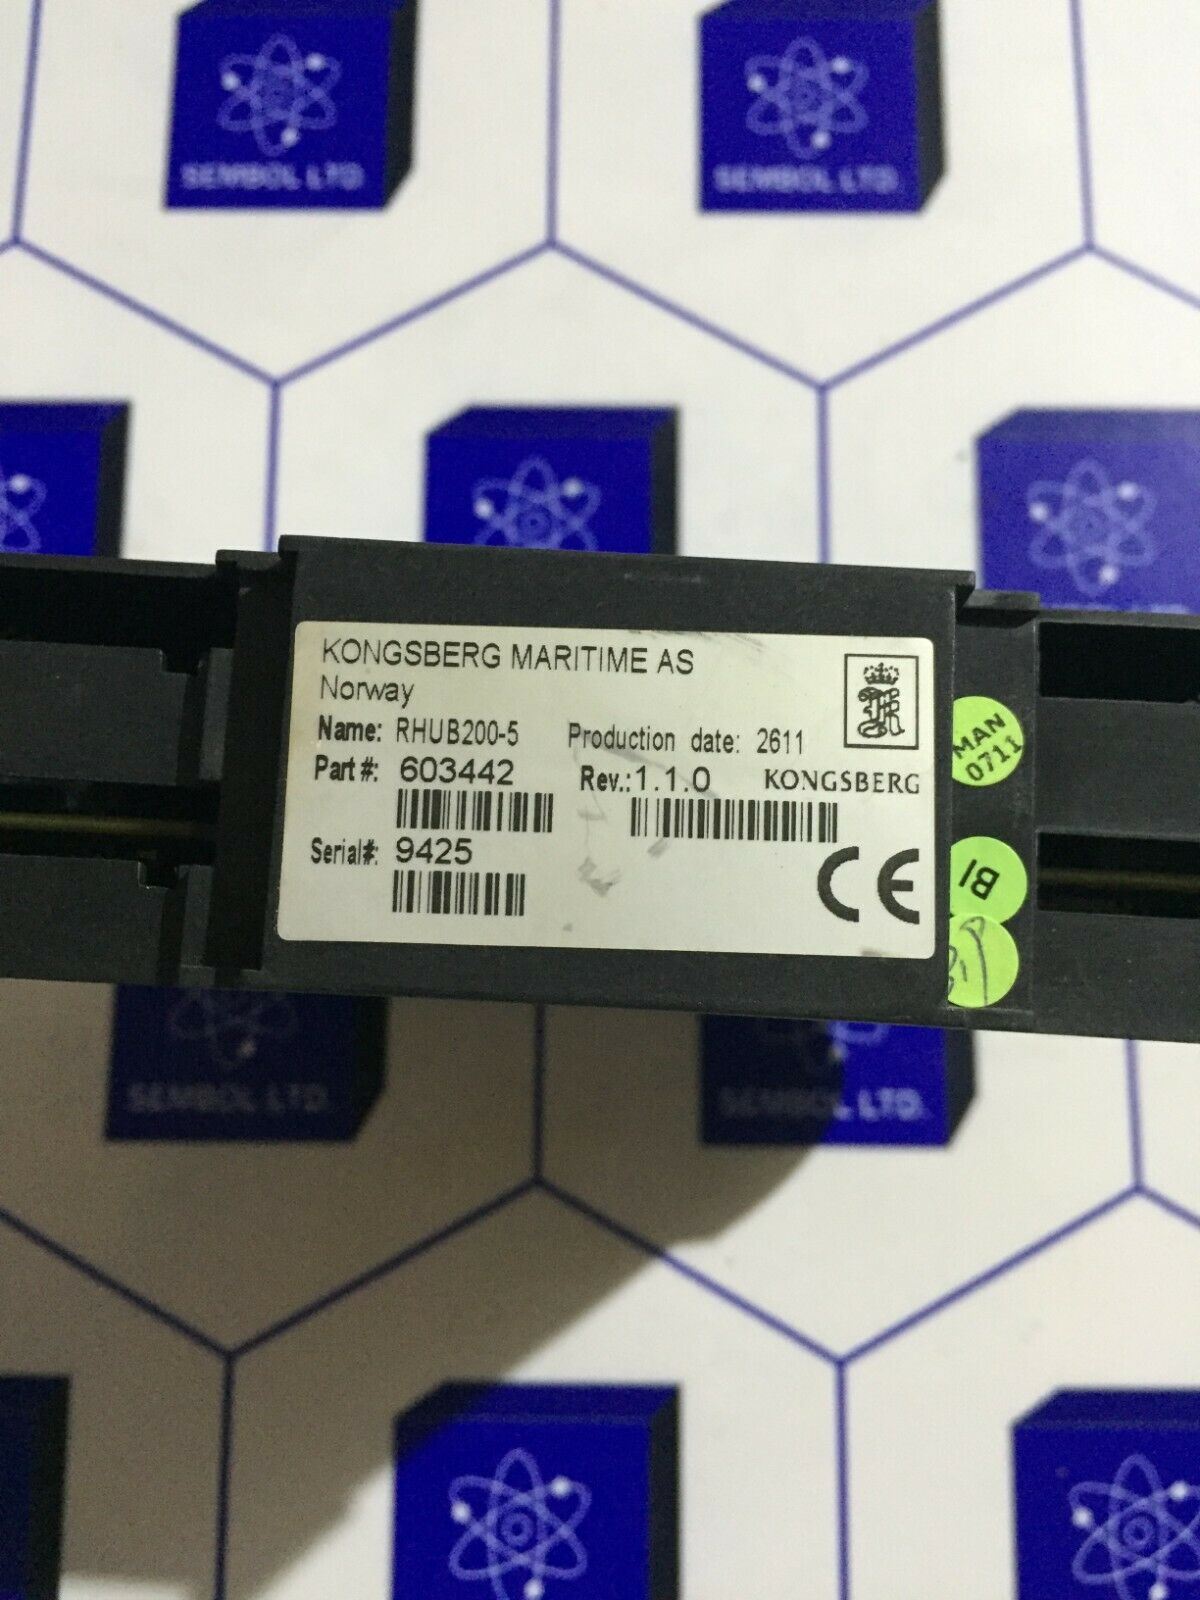 SEMBOL LTD.
SEMBOL LTD.
KONGSBERG MARITIME AS
Norway
Name: RHUB200-5 Production date: 2611
Part#: 603442 Rev.:1.1.0 KONGSBERG
Serial#: 9425
CE
MAN
0711
BI
SEMBOL LTD.
SEMBOL LTD.